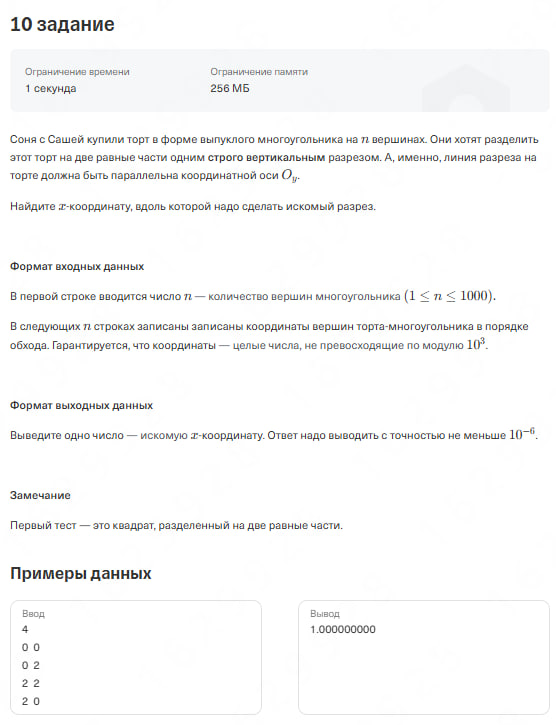 10 задание
Ограничение времени
1 секунда
Ограничение памяти
256 МБ
Соня с Сашей купили торт в форме выпуклого многоугольника на n вершинах. Они хотят разделить
этот торт на две равные части одним строго вертикальным разрезом. А, именно, линия разреза на
торте должна быть параллельна координатной оси O_y.
Найдите x-координату, вдоль которой надо сделать искомый разрез.
Формат входных данных
В первой строке вводится число n — количество вершин многоугольника (1 ≤ n ≤ 1000).
В следующих n строках записаны записаны координаты вершин торта-многоугольника в порядке
обхода. Гарантируется, что координаты — целые числа, не превосходящие по модулю 10^3.
Формат выходных данных
Выведите одно число — искомую x-координату. Ответ надо выводить с точностью не меньше 10^{-6}.
Замечание
Первый тест — это квадрат, разделенный на две равные части.
Примеры данных
Ввод
4
0 0
0 2
2 2
2 0
Вывод
1.000000000